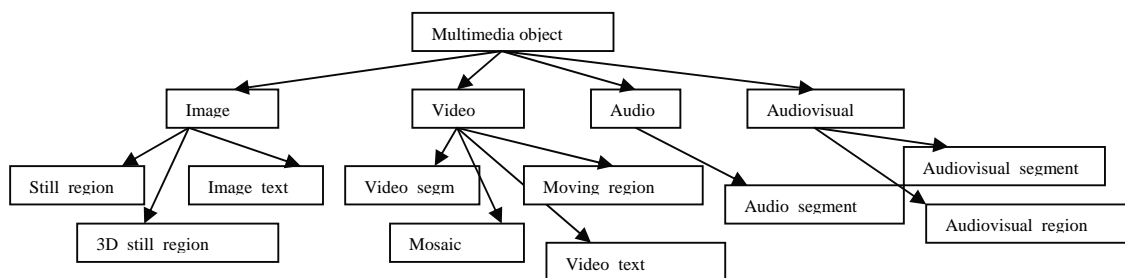 Multimedia object
Image
Video
Audio
Audiovisual
Still region
Image text
Video segm
Moving region
Audiovisual segment
Audio segment
Audiovisual region
3D still region
Mosaic
Video text